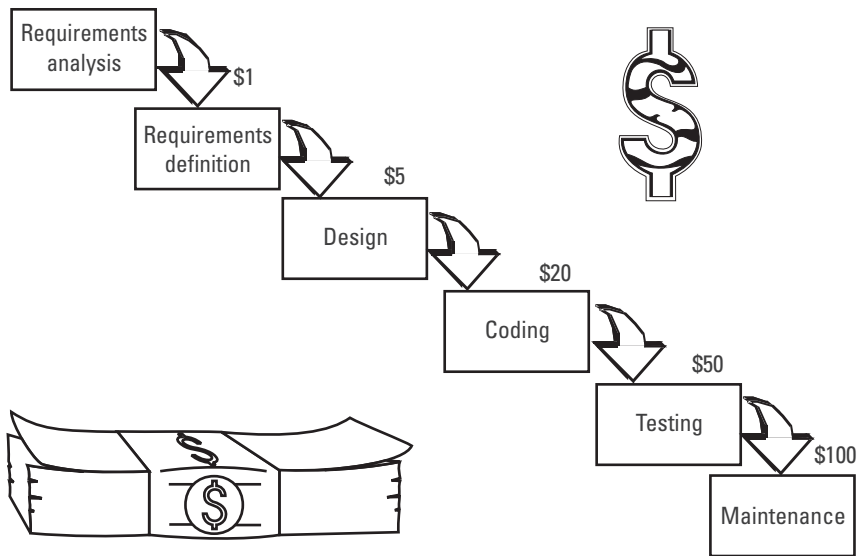 Requirements
analysis
$1
Requirements
definition
$5
Design
$20
Coding
$50
Testing
$100
Maintenance
$
$
$